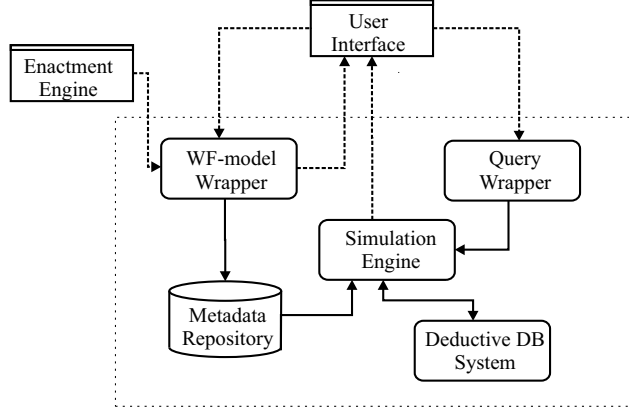 User
Interface
Enactment
Engine
WF-model
Wrapper
Query
Wrapper
Simulation
Engine
Metadata
Repository
Deductive DB
System